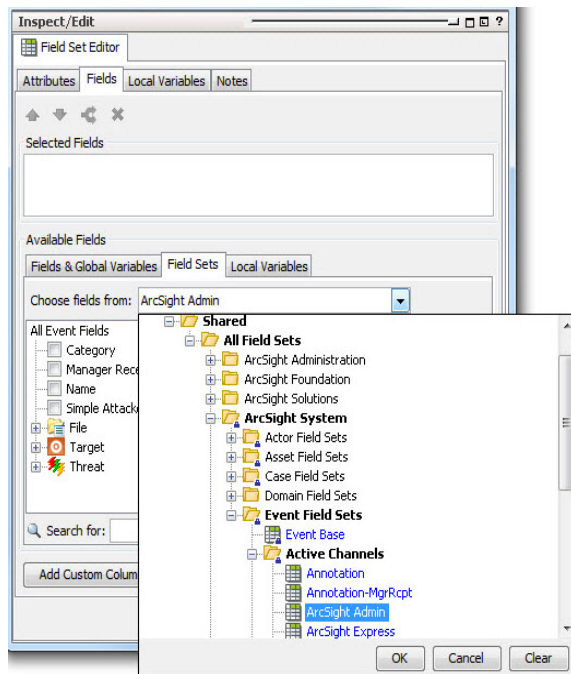 Inspect/Edit ?
Field Set Editor
Attributes Fields Local Variables Notes
Selected Fields
Available Fields
Fields & Global Variables Field Sets Local Variables
Choose fields from: ArcSight Admin
All Event Fields
Category
Manager Rece
Name
Simple Attack
File
Target
Threat
Search for:
Add Custom Colum
Shared
All Field Sets
ArcSight Administration
ArcSight Foundation
ArcSight Solutions
ArcSight System
Actor Field Sets
Asset Field Sets
Case Field Sets
Domain Field Sets
Event Field Sets
Event Base
Active Channels
Annotation
Annotation-MgrRcpt
ArcSight Admin
ArcSight Express
OK Cancel Clear